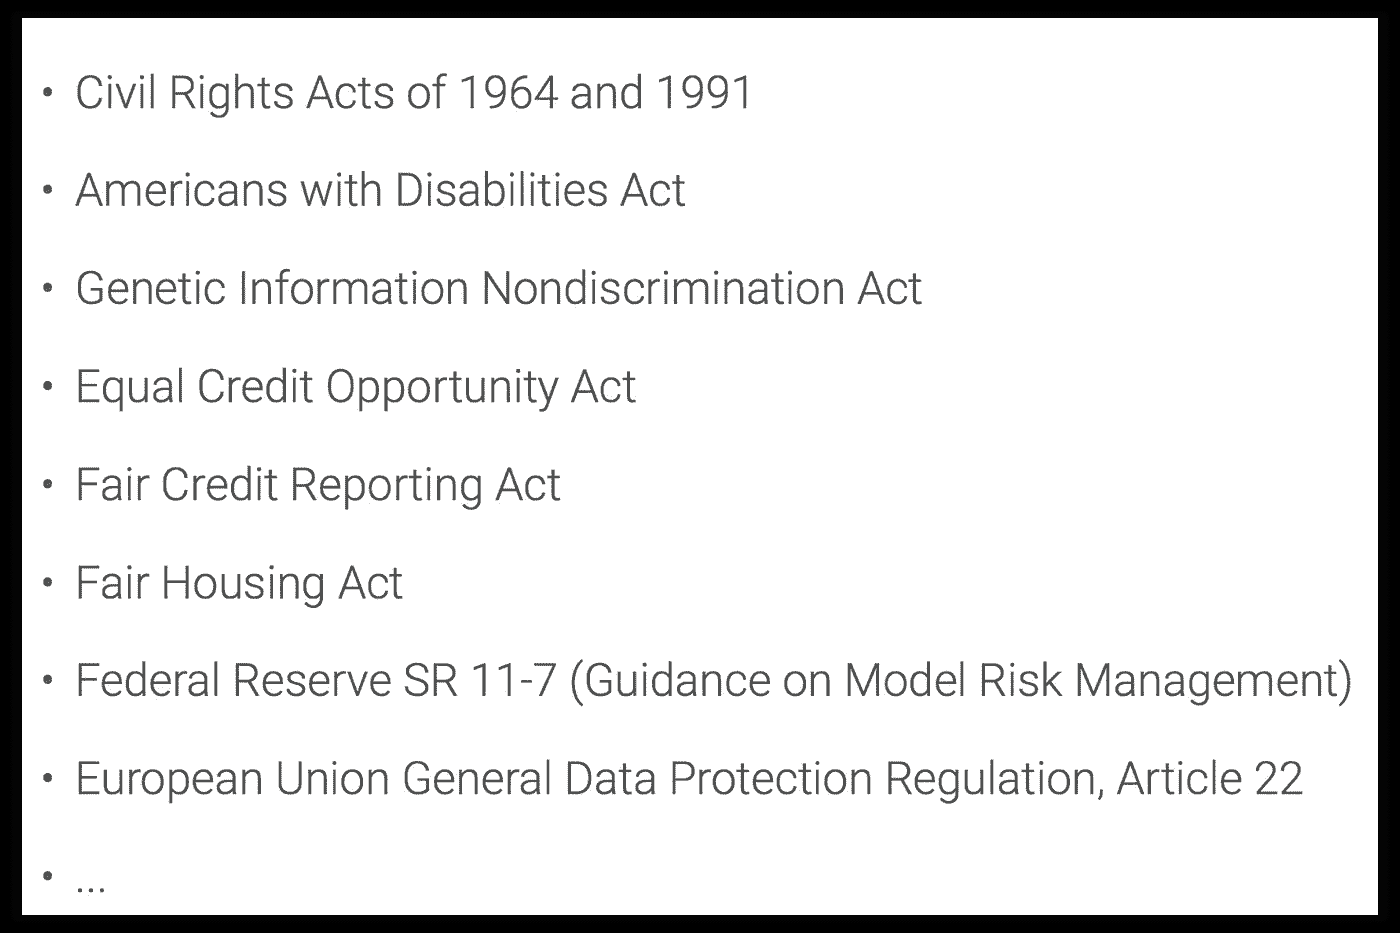 • Civil Rights Acts of 1964 and 1991
• Americans with Disabilities Act
• Genetic Information Nondiscrimination Act
• Equal Credit Opportunity Act
• Fair Credit Reporting Act
• Fair Housing Act
• Federal Reserve SR 11-7 (Guidance on Model Risk Management)
• European Union General Data Protection Regulation, Article 22
• ...